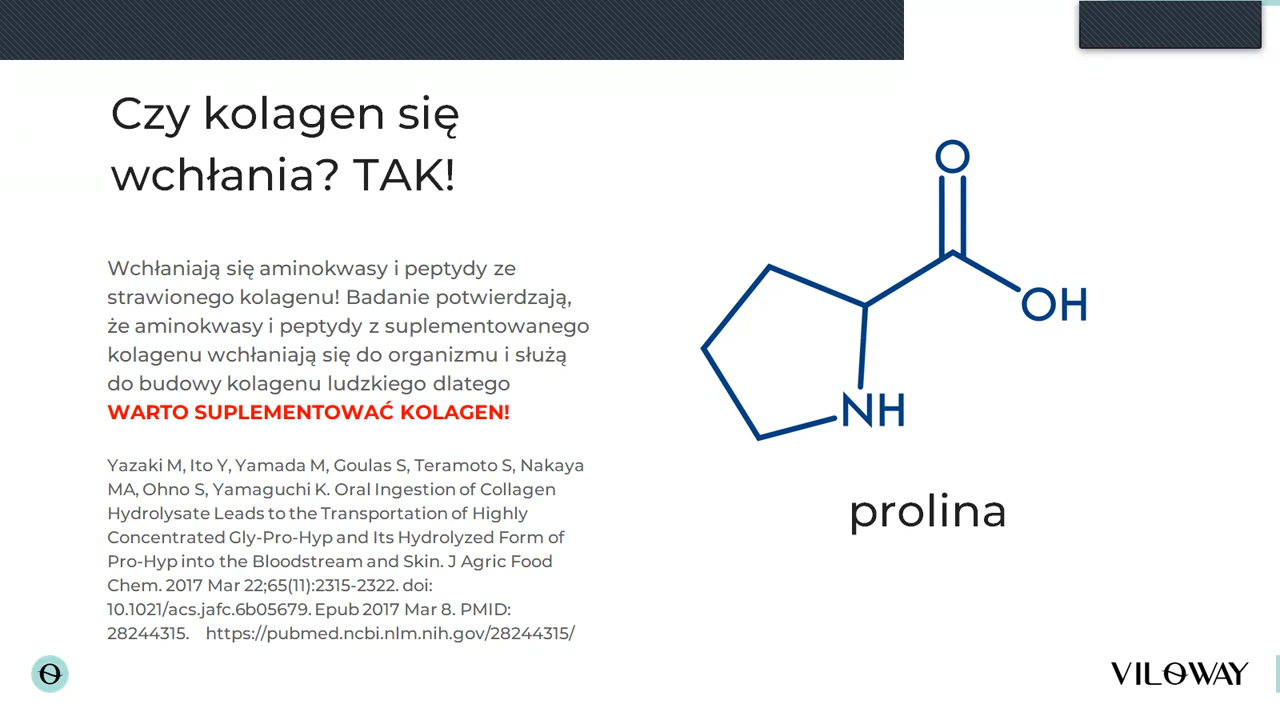 Czy kolagen się
wchłania? TAK!
Wchłaniają się aminokwasy i peptydy ze
strawionego kolagenu! Badanie potwierdzają,
że aminokwasy i peptydy z suplementowanego
kolagenu wchłaniają się do organizmu i służą
do budowy kolagenu ludzkiego dlatego
WARTO SUPLEMENTOWAĆ KOLAGEN!
Yazaki M, Ito Y, Yamada M, Goulas S, Teramoto S, Nakaya
MA, Ohno S, Yamaguchi K. Oral Ingestion of Collagen
Hydrolysate Leads to the Transportation of Highly
Concentrated Gly-Pro-Hyp and Its Hydrolyzed Form of
Pro-Hyp into the Bloodstream and Skin. J Agric Food
Chem. 2017 Mar 22;65(11):2315-2322. doi:
10.1021/acs.jafc.6b05679. Epub 2017 Mar 8. PMID:
28244315. https://pubmed.ncbi.nlm.nih.gov/28244315/
O
OH
NH
prolina
VILOWAY